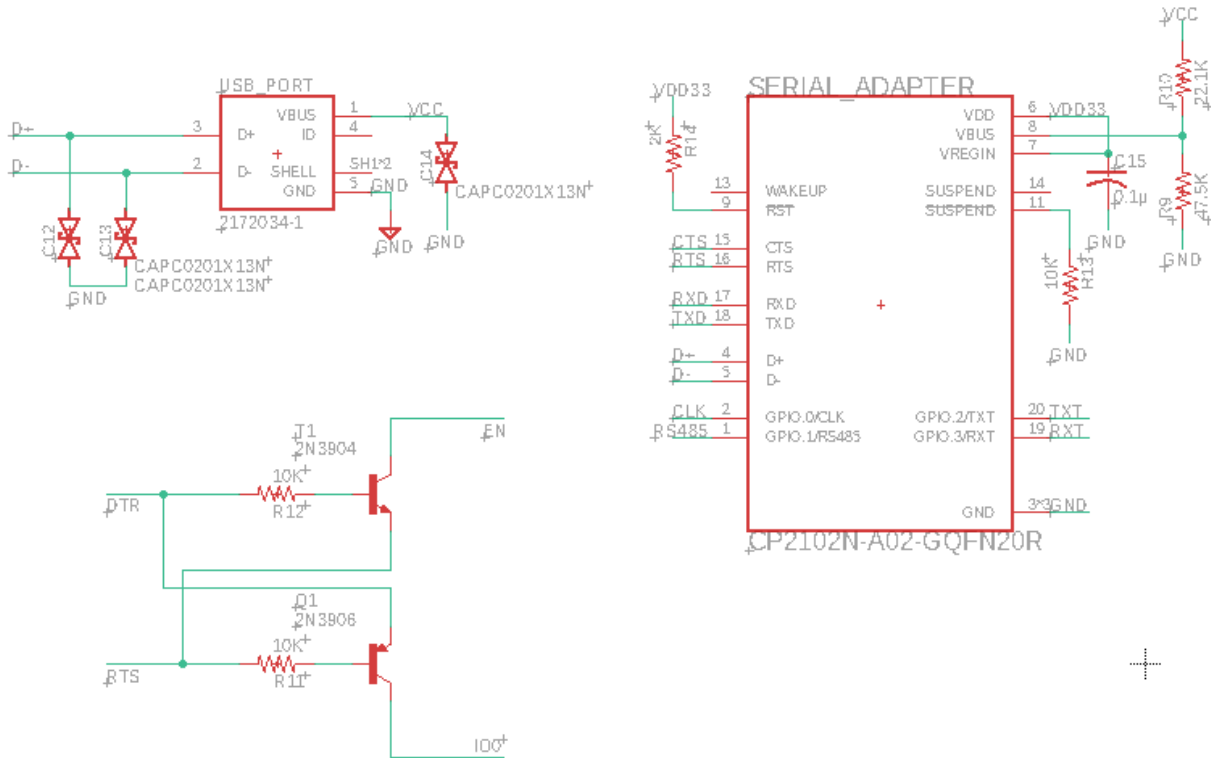 USB_PORT
D+
D-
3
2
D+
D-
VBUS
ID
SHELL
GND
1
4
SH1*2
5
VCC
GND
GND
C14
CAPC0201X13N
GND
2172034-1
C12
C13
CAPC0201X13N
CAPC0201X13N
GND
T1
2N3904
10K
R12
DTR
EN
Q1
2N3906
10K
R11
RTS
IO0
VDD33
2K
R14
SERIAL_ADAPTER
13
9
WAKEUP
RST
CTS 15
RTS 16
CTS
RTS
RXD 17
TXD 18
RXD
TXD
D+ 4
D- 5
D+
D-
CLK 2
RS485 1
GPIO.0/CLK
GPIO.1/RS485
VDD
VBUS
VREGIN
6
8
7
VDD33
SUSPEND
SUSPEND
14
11
GPIO.2/TXT
GPIO.3/RXT
20 TXT
19 RXT
GND
3*3 GND
CP2102N-A02-GQFN20R
VCC
R10
22.1K
C15
0.1µ
GND
R9
47.5K
GND
10K
R13
GND